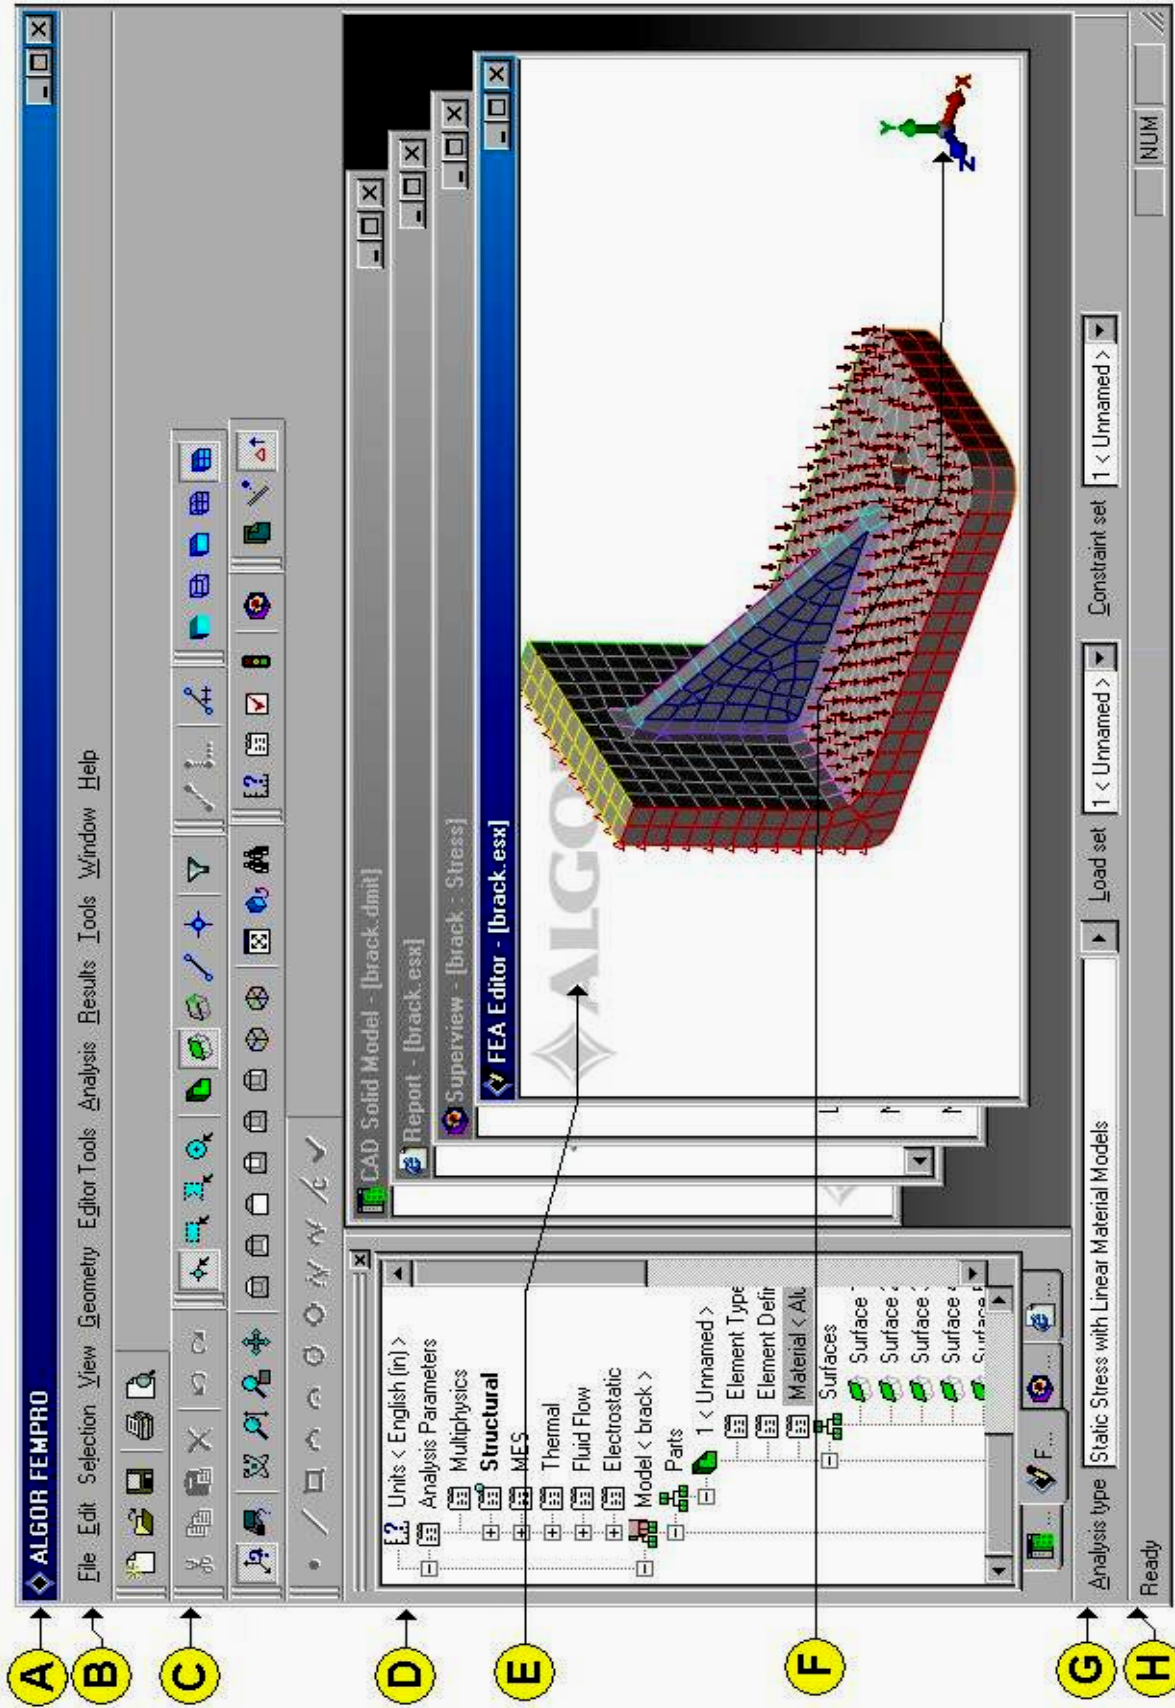 A
ALGOR FEMPRO
B
File Edit Selection View Geometry Editor Tools Analysis Results Tools Window Help
C
D
Units < English (in) >
Analysis Parameters
Multiphysics
Structural
MES
Thermal
Fluid Flow
Electrostatic
Model < brack >
Parts
1 < Unnamed >
Element Type
Element Defin
Material < Alu
Surfaces
Surface
Surface
Surface
Surface
Surface
F...
CAD Solid Model - [brack.dmit]
Report - [brack.esx]
Superview - [brack : Stress]
FEA Editor - [brack.esx]
ALGO
Y
X
Z
E
F
G
Analysis type Static Stress with Linear Material Models Load set 1 < Unnamed > Constraint set 1 < Unnamed >
H
Ready NUM